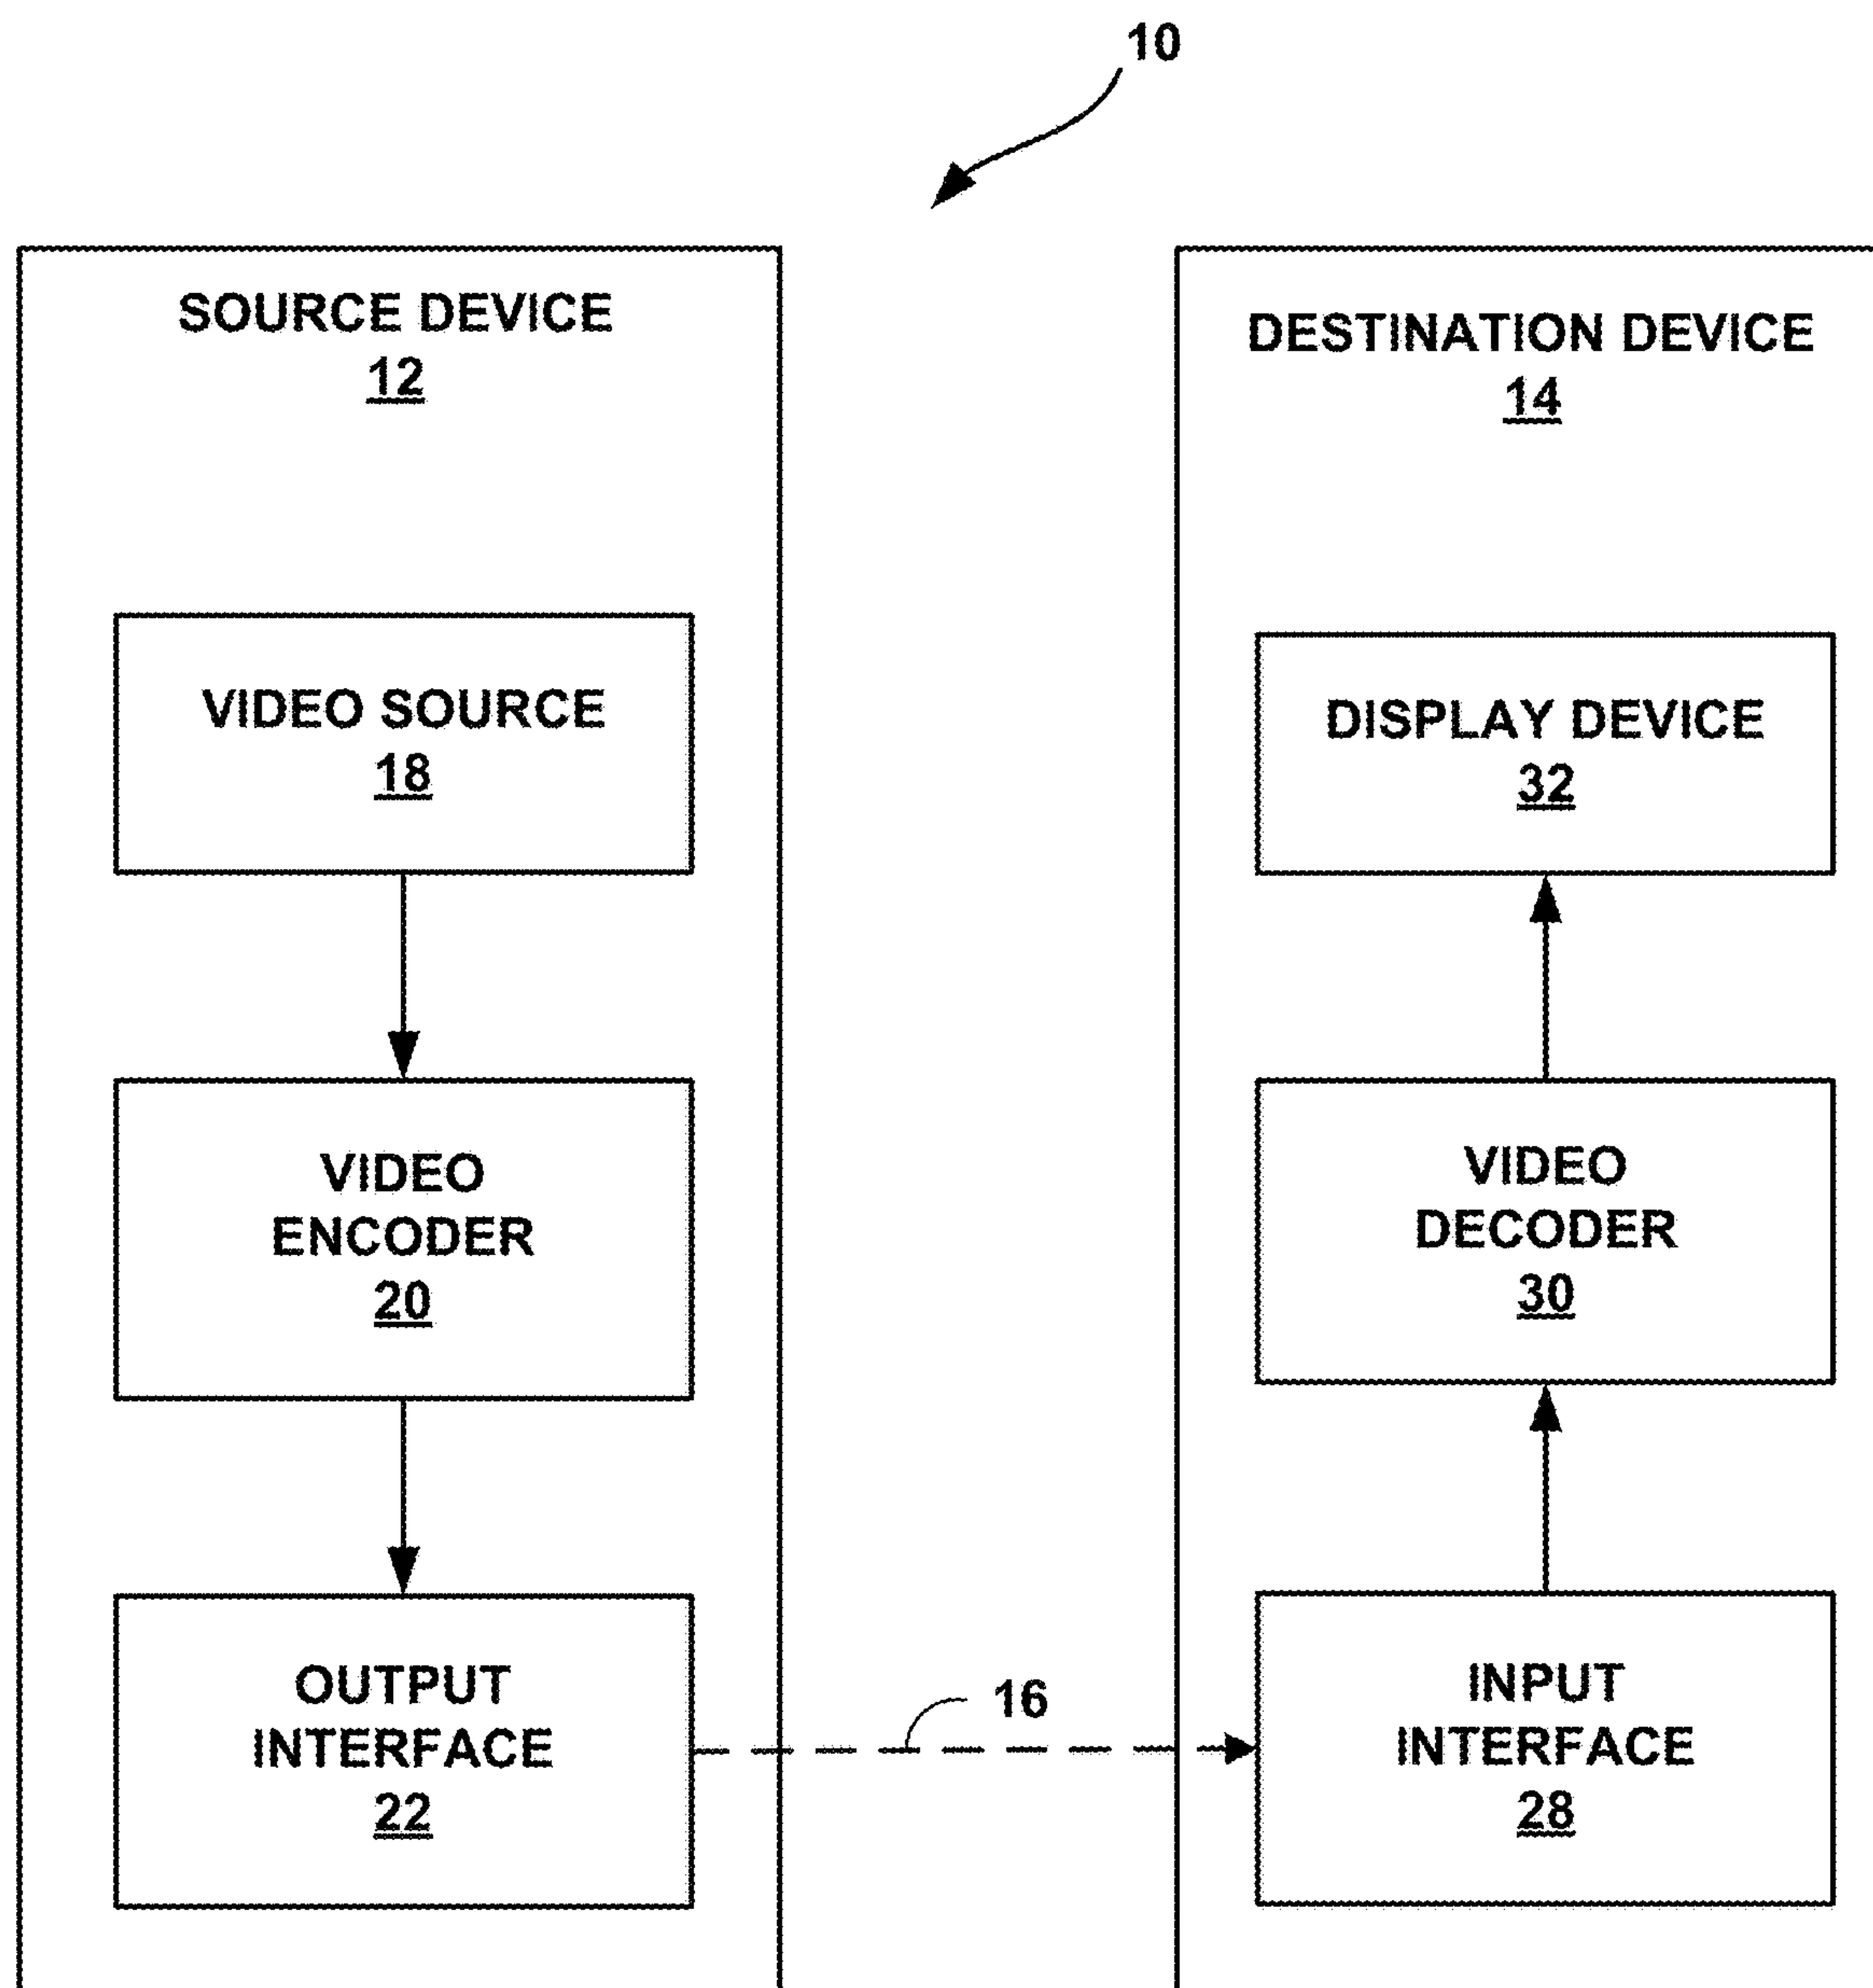 10
SOURCE DEVICE
12
VIDEO SOURCE
18
VIDEO
ENCODER
20
OUTPUT
INTERFACE
22
16
DESTINATION DEVICE
14
DISPLAY DEVICE
32
VIDEO
DECODER
30
INPUT
INTERFACE
28